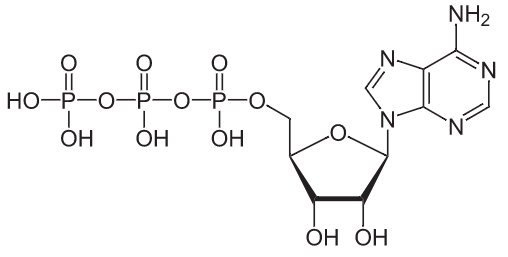 NH2
O O O N N
HO P O P O P O
OH OH OH N N
O
OH OH